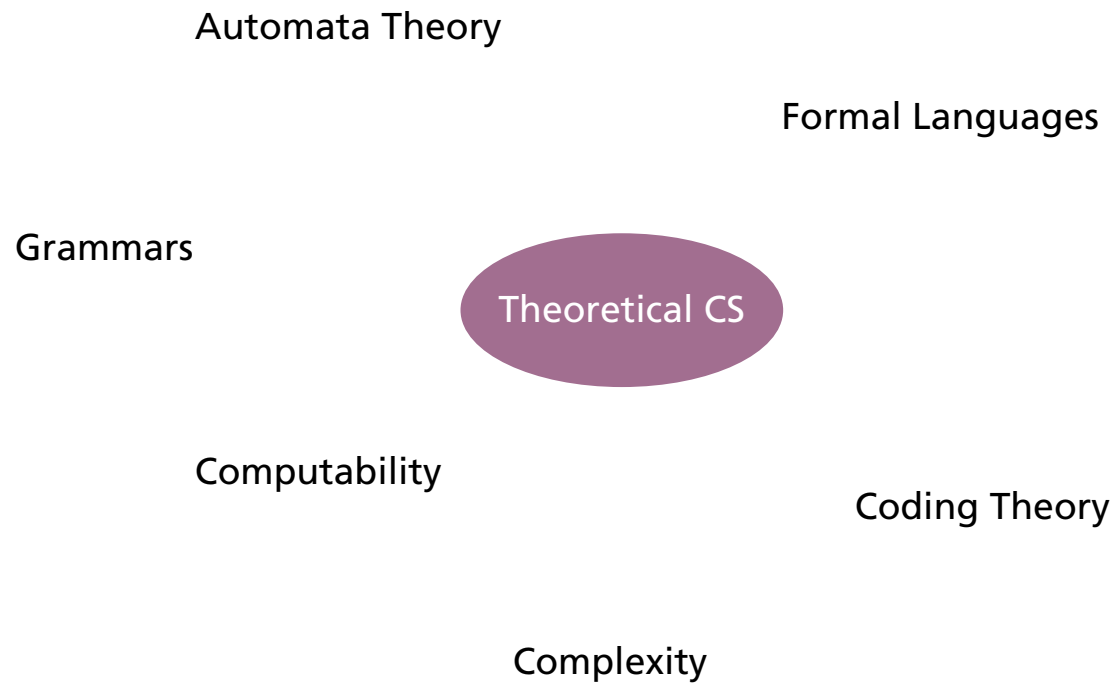 Automata Theory
Formal Languages
Grammars
Theoretical CS
Computability
Coding Theory
Complexity